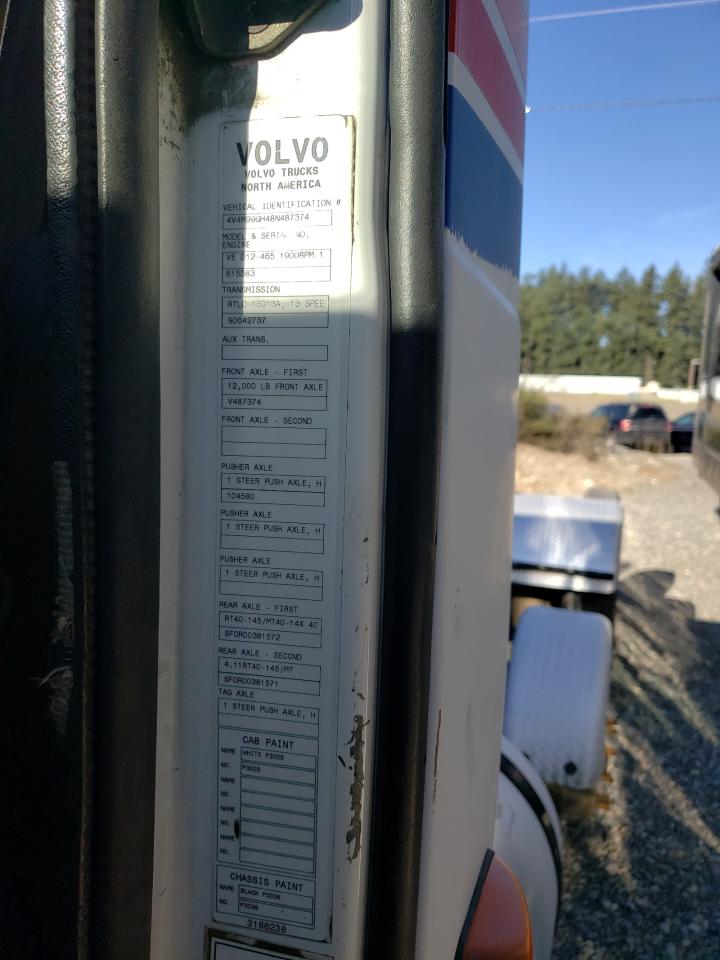 VOLVO
VOLVO TRUCKS
NORTH AMERICA
VEHICAL IDENTIFICATION #
4V4M99GH48N487374
MODEL & SERIAL NO.
ENGINE
VE D12-465 1900RPM 1
615383
TRANSMISSION
RTLO-16913A, 13 SPEE
S0642737
AUX TRANS.
FRONT AXLE - FIRST
12,000 LB FRONT AXLE
V487374
FRONT AXLE - SECOND
PUSHER AXLE
1 STEER PUSH AXLE, H
104580
PUSHER AXLE
1 STEER PUSH AXLE, H
PUSHER AXLE
1 STEER PUSH AXLE, H
REAR AXLE - FIRST
RT40-145/MT40-14X 40
SFOR00381572
REAR AXLE - SECOND
4.11RT40-145/MT
SFOR00381571
TAG AXLE
1 STEER PUSH AXLE, H
CAB PAINT
NAME WHITE P3029
NO. P3029
NAME
NO.
NAME
NO.
NAME
NO.
CHASSIS PAINT
NAME BLACK P3036
NO. P3036
3186238